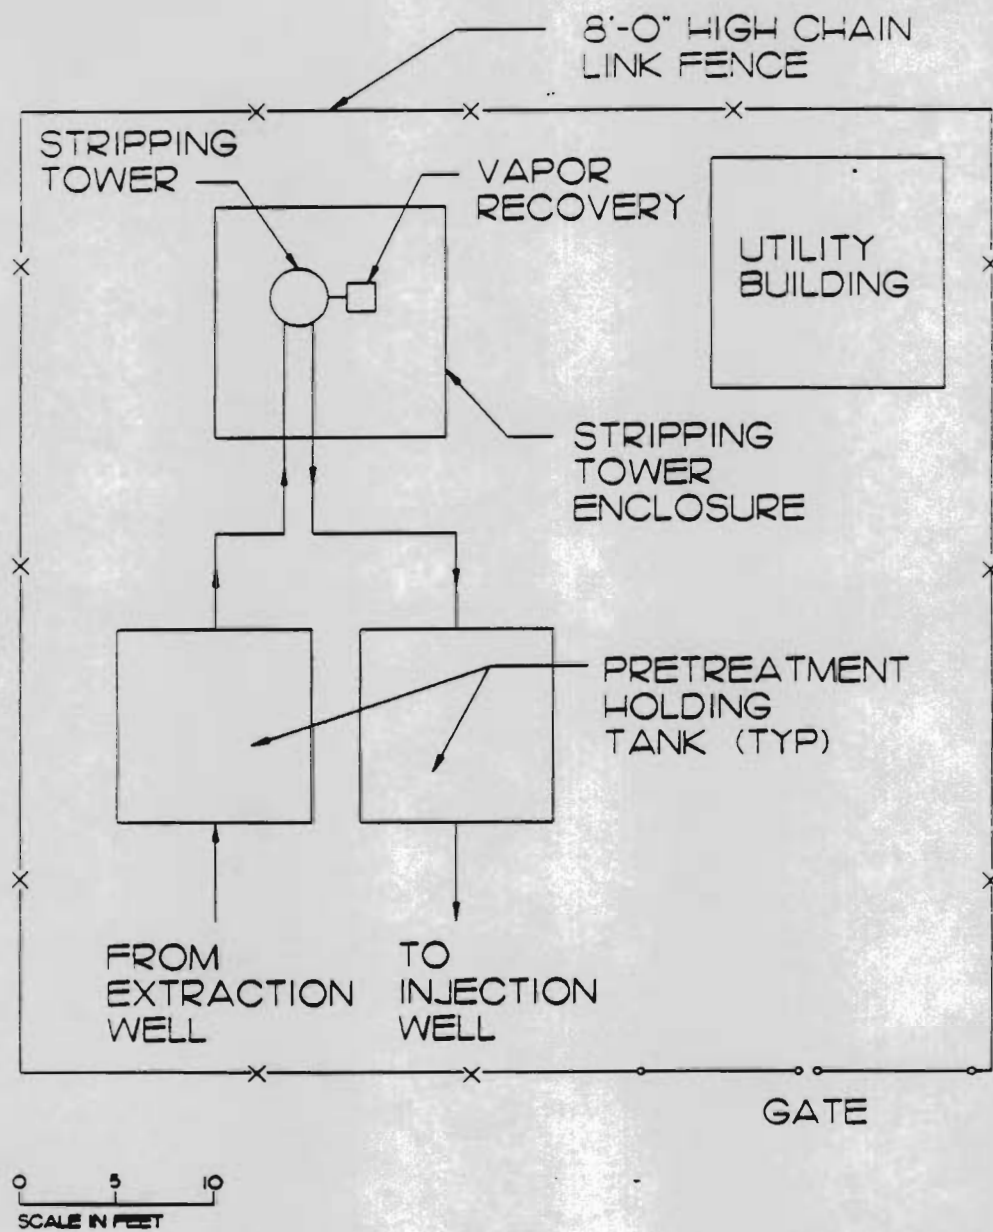 8'-0" HIGH CHAIN
LINK FENCE
STRIPPING
TOWER
VAPOR
RECOVERY
UTILITY
BUILDING
STRIPPING
TOWER
ENCLOSURE
PRETREATMENT
HOLDING
TANK (TYP)
FROM
EXTRACTION
WELL
TO
INJECTION
WELL
GATE
0 5 10
SCALE IN FEET